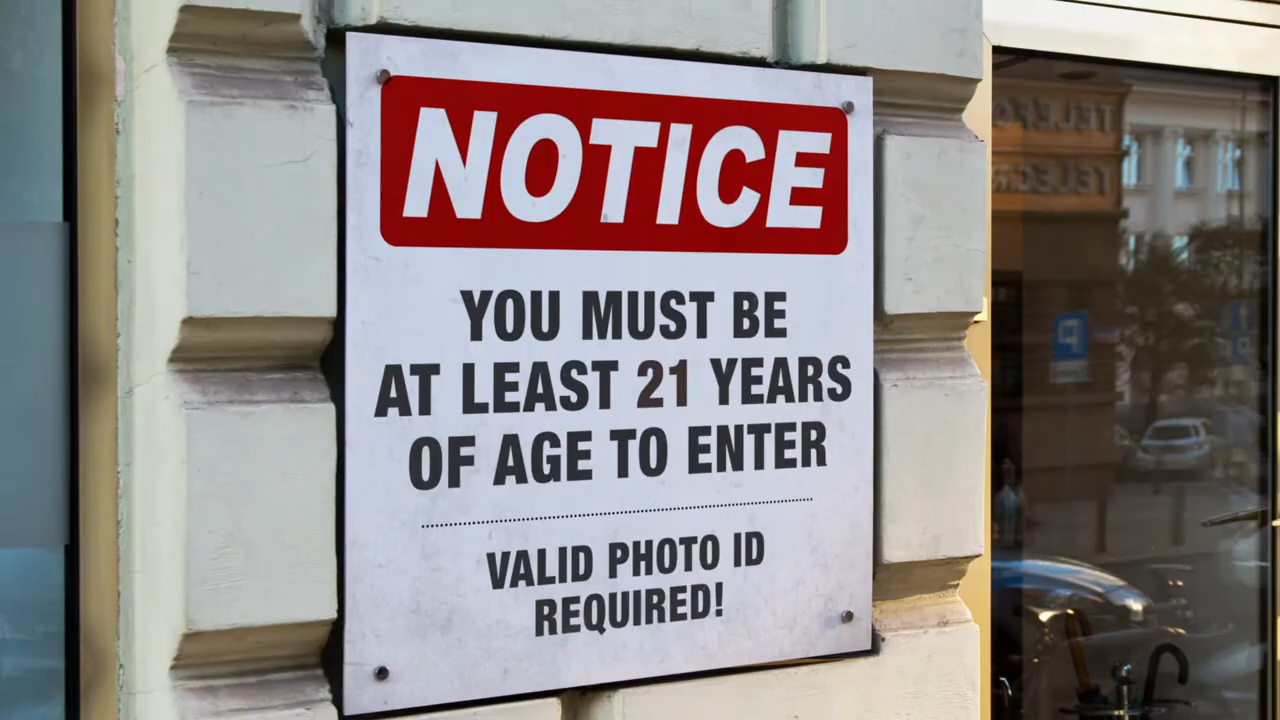 NOTICE
YOU MUST BE
AT LEAST 21 YEARS
OF AGE TO ENTER
VALID PHOTO ID
REQUIRED!
P